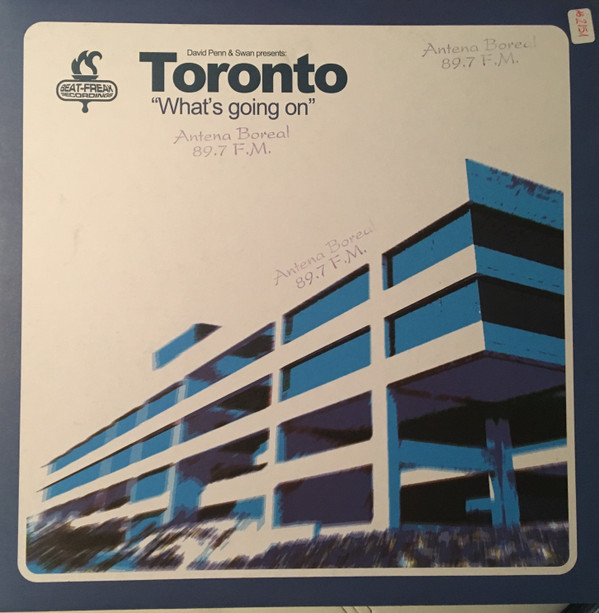 David Penn & Swan presents:
Toronto
"What's going on"
BEAT-FREAK
RECORDINGS
Antena Boreal
89.7 F.M.
Antena Boreal
89.7 F.M.
Antena Boreal
89.7 F.M.